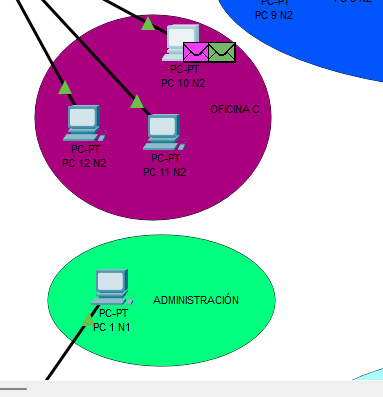 PC-PT
PC 9 N2
PC-PT
PC 10 N2
OFICINA C
PC-PT
PC 12 N2
PC-PT
PC 11 N2
ADMINISTRACIÓN
PC-PT
PC 1 N1